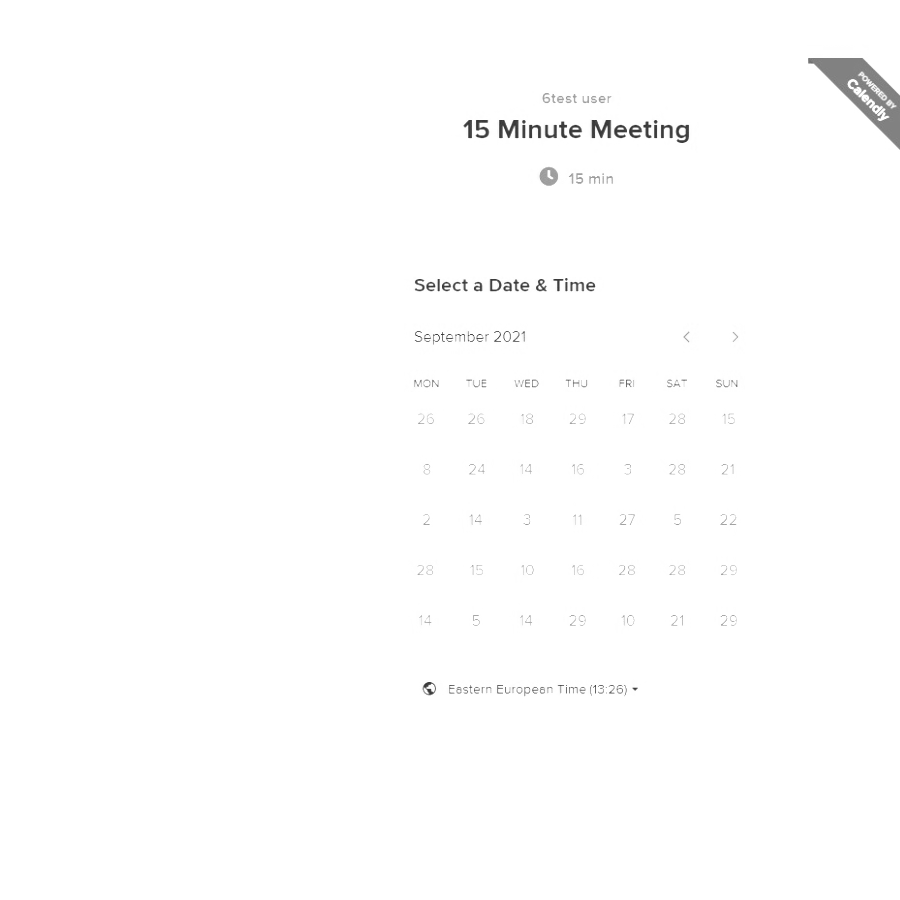 POWERED BY
Calendly
6test user
15 Minute Meeting
15 min
Select a Date & Time
September 2021
MON TUE WED THU FRI SAT SUN
26 26 18 29 17 28 15
8 24 14 16 3 28 21
2 14 3 11 27 5 22
28 15 10 16 28 28 29
14 5 14 29 10 21 29
Eastern European Time (13:26)